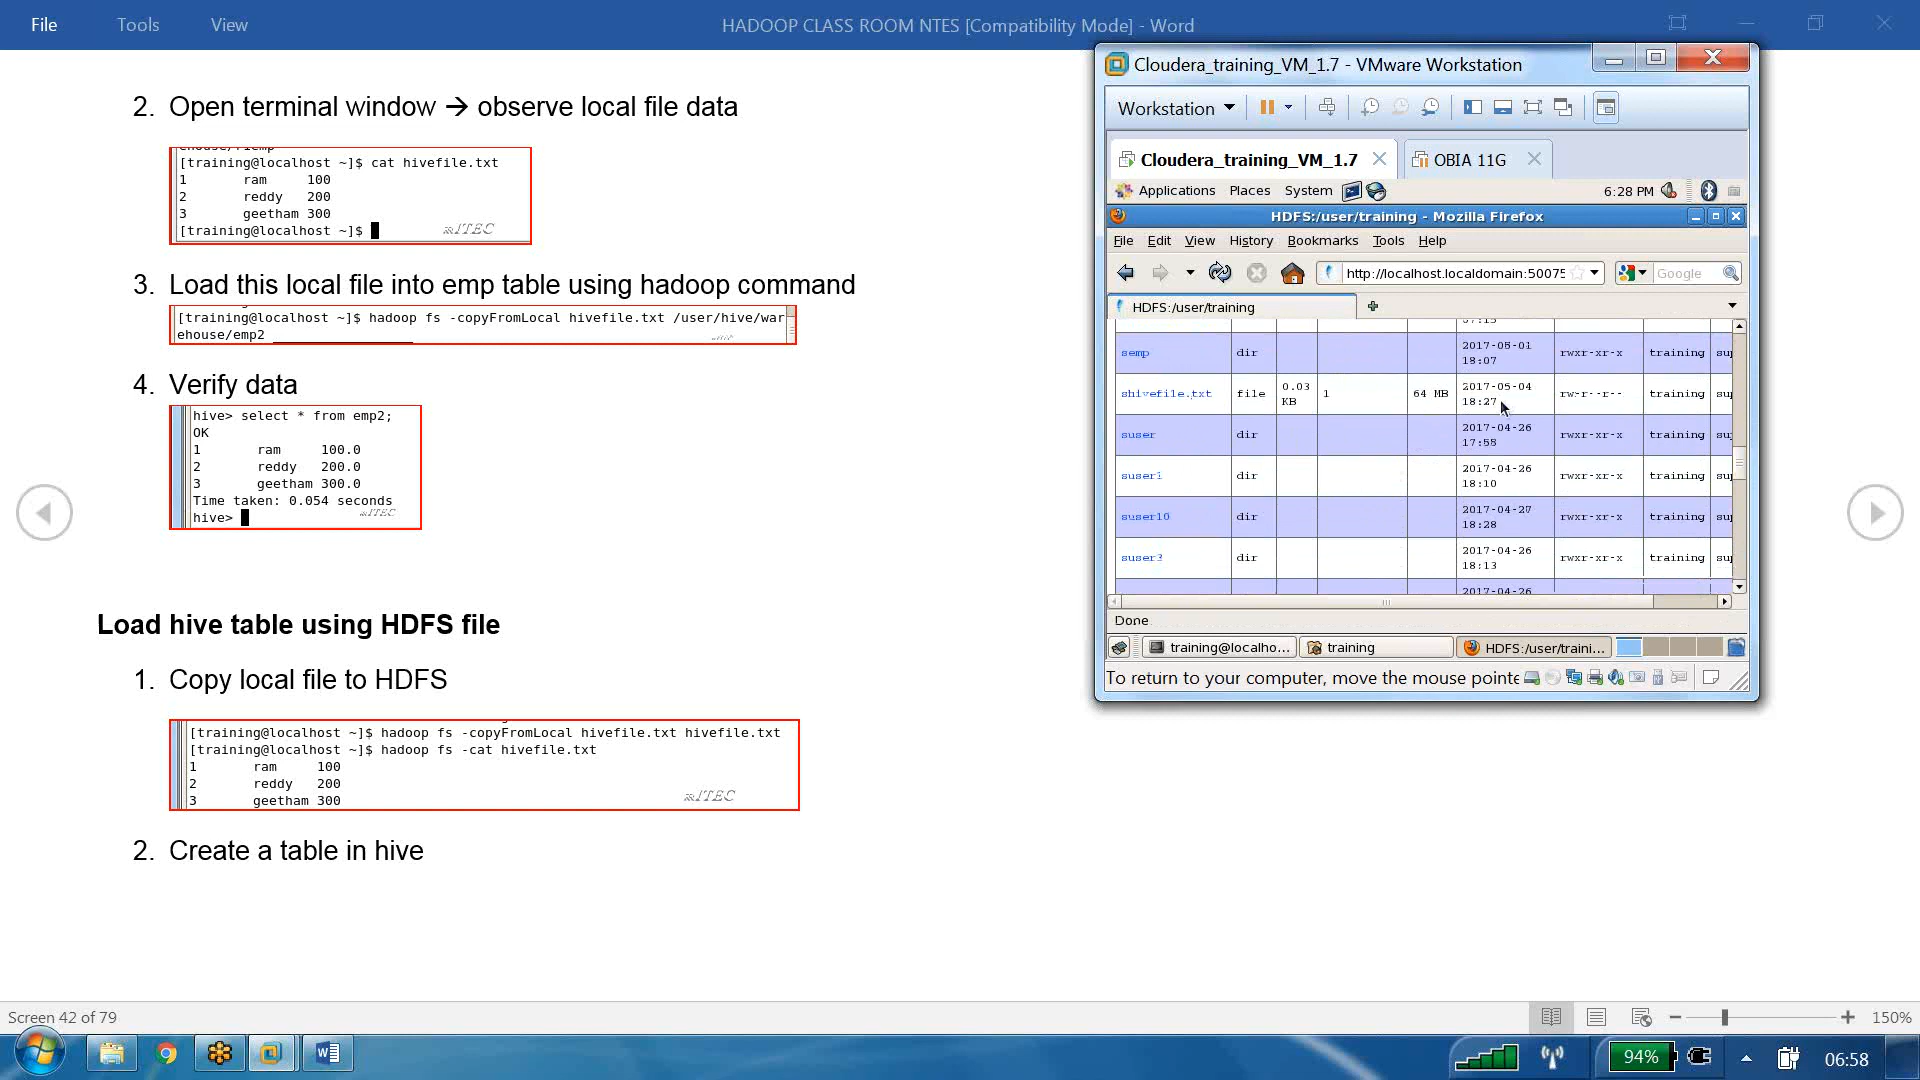 File Tools View HADOOP CLASS ROOM NTES [Compatibility Mode] - Word
2. Open terminal window → observe local file data
[training@localhost ~]$ cat hivefile.txt
1 ram 100
2 reddy 200
3 geetham 300
[training@localhost ~]$
3. Load this local file into emp table using hadoop command
[training@localhost ~]$ hadoop fs -copyFromLocal hivefile.txt /user/hive/war
ehouse/emp2
4. Verify data
hive> select * from emp2;
OK
1 ram 100.0
2 reddy 200.0
3 geetham 300.0
Time taken: 0.054 seconds
hive>
Load hive table using HDFS file
1. Copy local file to HDFS
[training@localhost ~]$ hadoop fs -copyFromLocal hivefile.txt hivefile.txt
[training@localhost ~]$ hadoop fs -cat hivefile.txt
1 ram 100
2 reddy 200
3 geetham 300
2. Create a table in hive
Cloudera_training_VM_1.7 - VMware Workstation
Workstation
Cloudera_training_VM_1.7 OBIA 11G
Applications Places System 6:28 PM
HDFS:/user/training - Mozilla Firefox
File Edit View History Bookmarks Tools Help
http://localhost.localdomain:50075 Google
HDFS:/user/training
semp dir 2017-05-01 18:07 rwxr-xr-x training su
shivefile.txt file 0.03 KB 1 64 MB 2017-05-04 18:27 rw-r--r-- training su
suser dir 2017-04-26 17:58 rwxr-xr-x training su
suser1 dir 2017-04-26 18:10 rwxr-xr-x training su
suser10 dir 2017-04-27 18:28 rwxr-xr-x training su
suser3 dir 2017-04-26 18:13 rwxr-xr-x training su
2017-04-26
Done
training@localho... training HDFS:/user/traini...
To return to your computer, move the mouse pointe
Screen 42 of 79 150%
94% 06:58